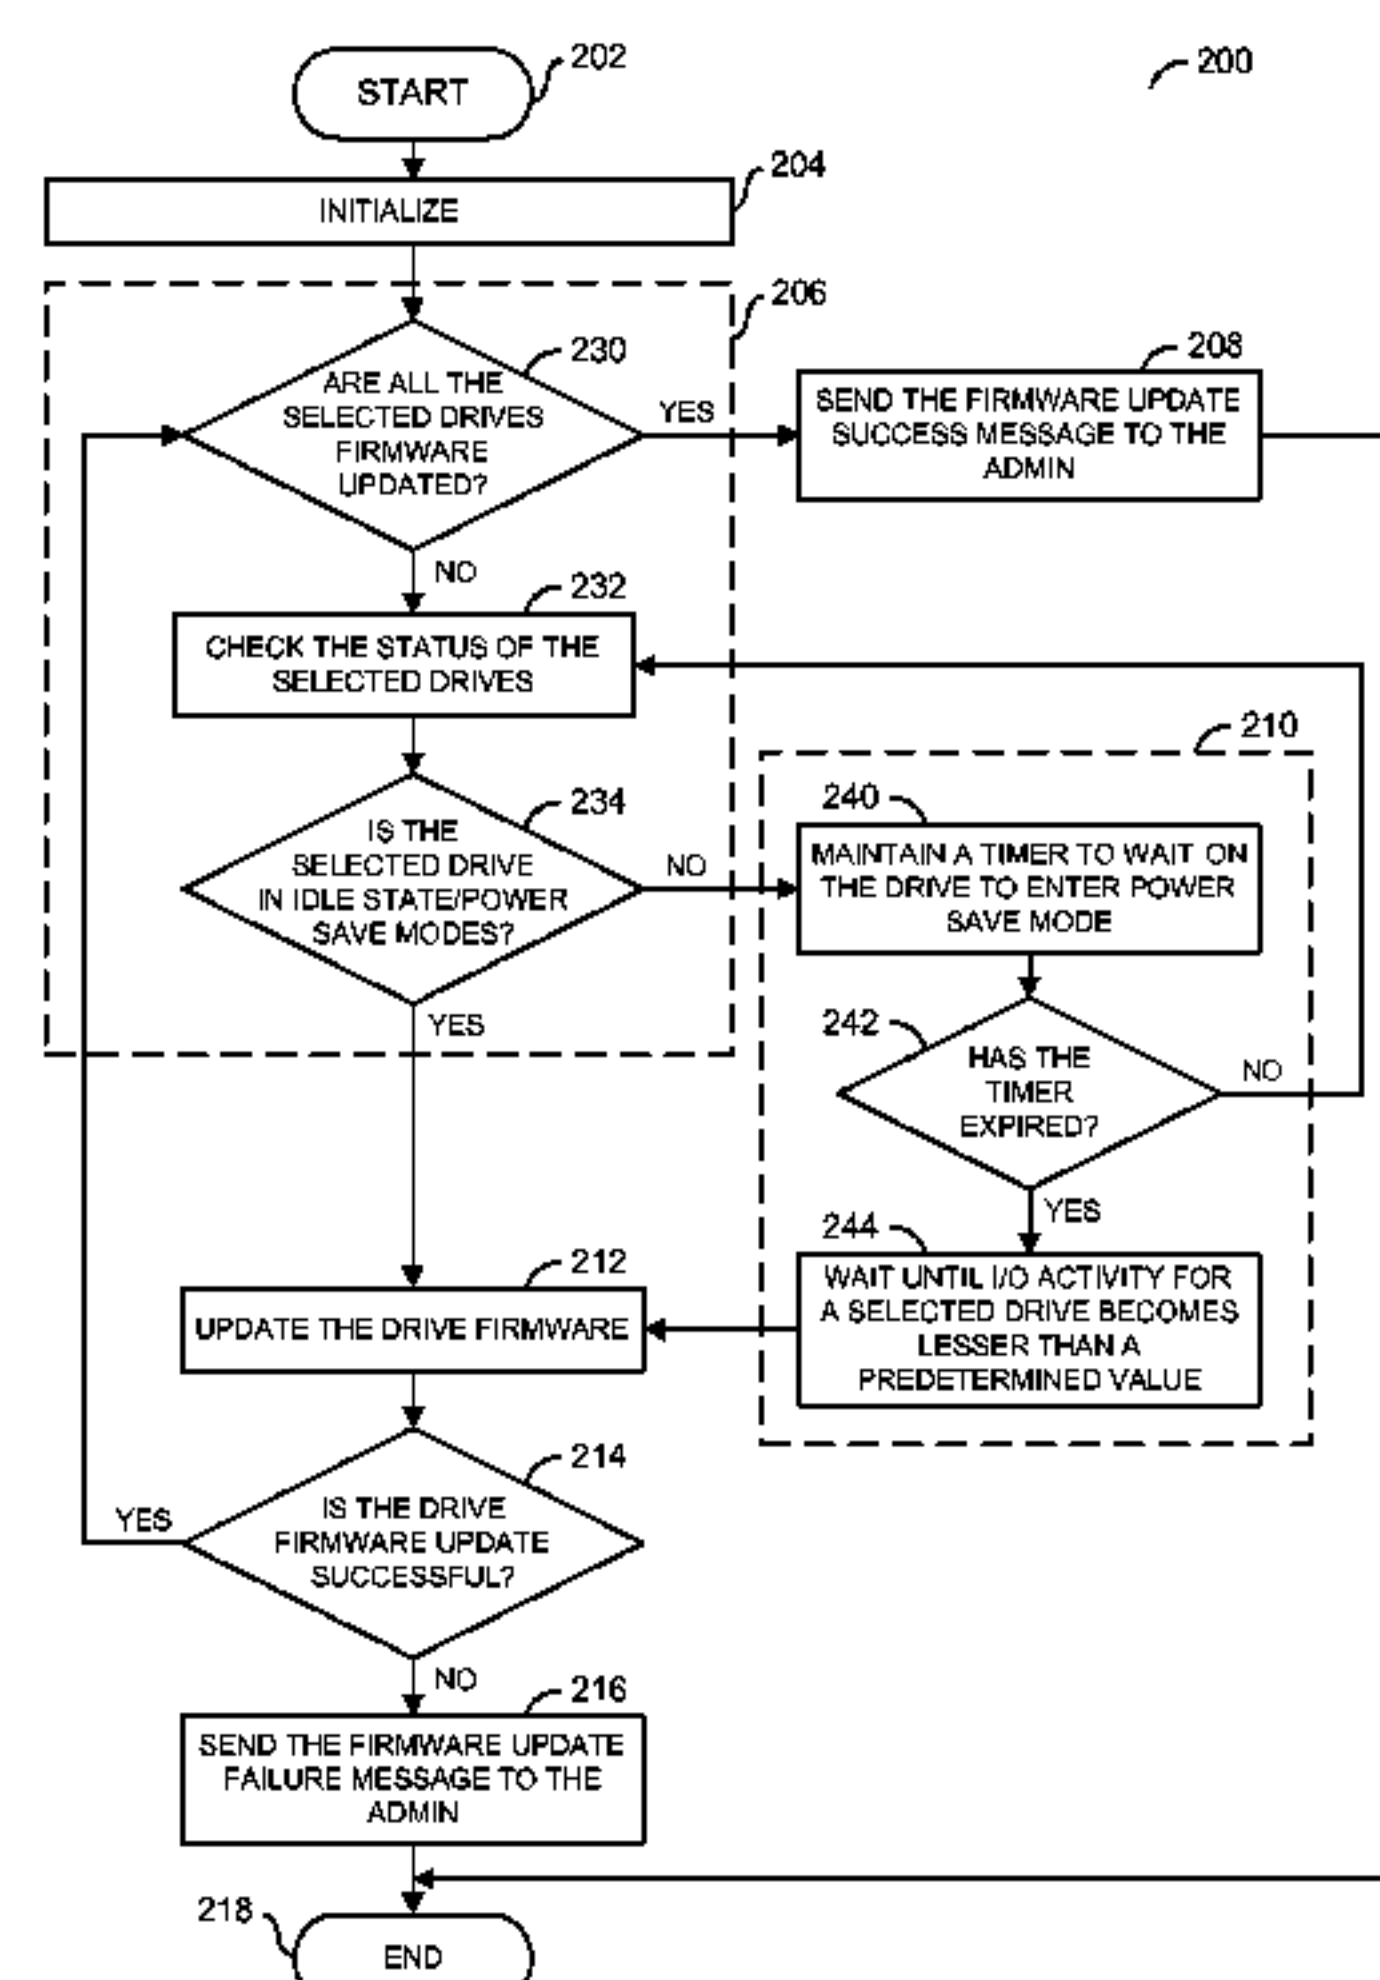 202
200
START
204
INITIALIZE
206
230
ARE ALL THE
SELECTED DRIVES
FIRMWARE
UPDATED?
YES
208
SEND THE FIRMWARE UPDATE
SUCCESS MESSAGE TO THE
ADMIN
NO
232
CHECK THE STATUS OF THE
SELECTED DRIVES
234
IS THE
SELECTED DRIVE
IN IDLE STATE/POWER
SAVE MODES?
NO
YES
210
240
MAINTAIN A TIMER TO WAIT ON
THE DRIVE TO ENTER POWER
SAVE MODE
242
HAS THE
TIMER
EXPIRED?
NO
YES
244
WAIT UNTIL I/O ACTIVITY FOR
A SELECTED DRIVE BECOMES
LESSER THAN A
PREDETERMINED VALUE
212
UPDATE THE DRIVE FIRMWARE
214
IS THE DRIVE
FIRMWARE UPDATE
SUCCESSFUL?
YES
NO
216
SEND THE FIRMWARE UPDATE
FAILURE MESSAGE TO THE
ADMIN
218
END